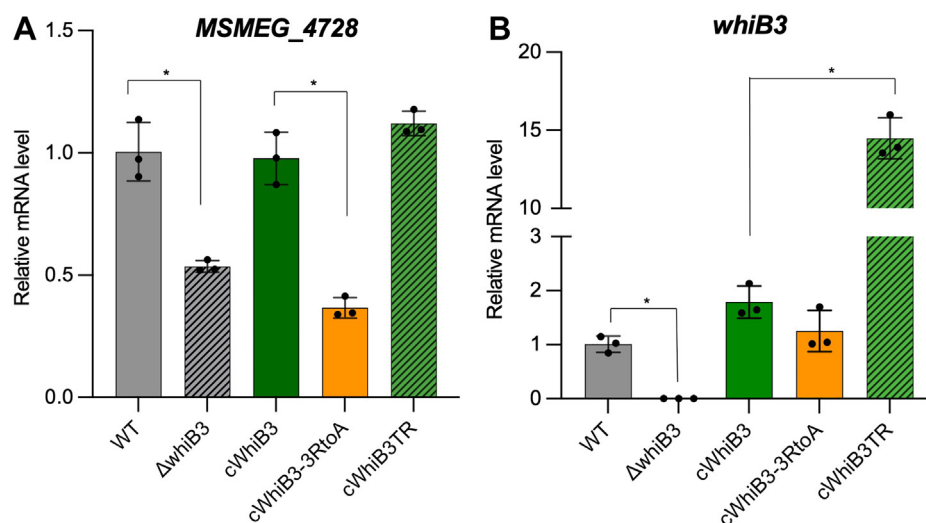 A
MSMEG_4728
Relative mRNA level
1.5
1.0
0.5
0.0
*
*
WT
ΔwhiB3
cWhiB3
cWhiB3-3RtoA
cWhiB3TR
B
whiB3
Relative mRNA level
20
15
10
3
2
1
0
*
*
WT
ΔwhiB3
cWhiB3
cWhiB3-3RtoA
cWhiB3TR